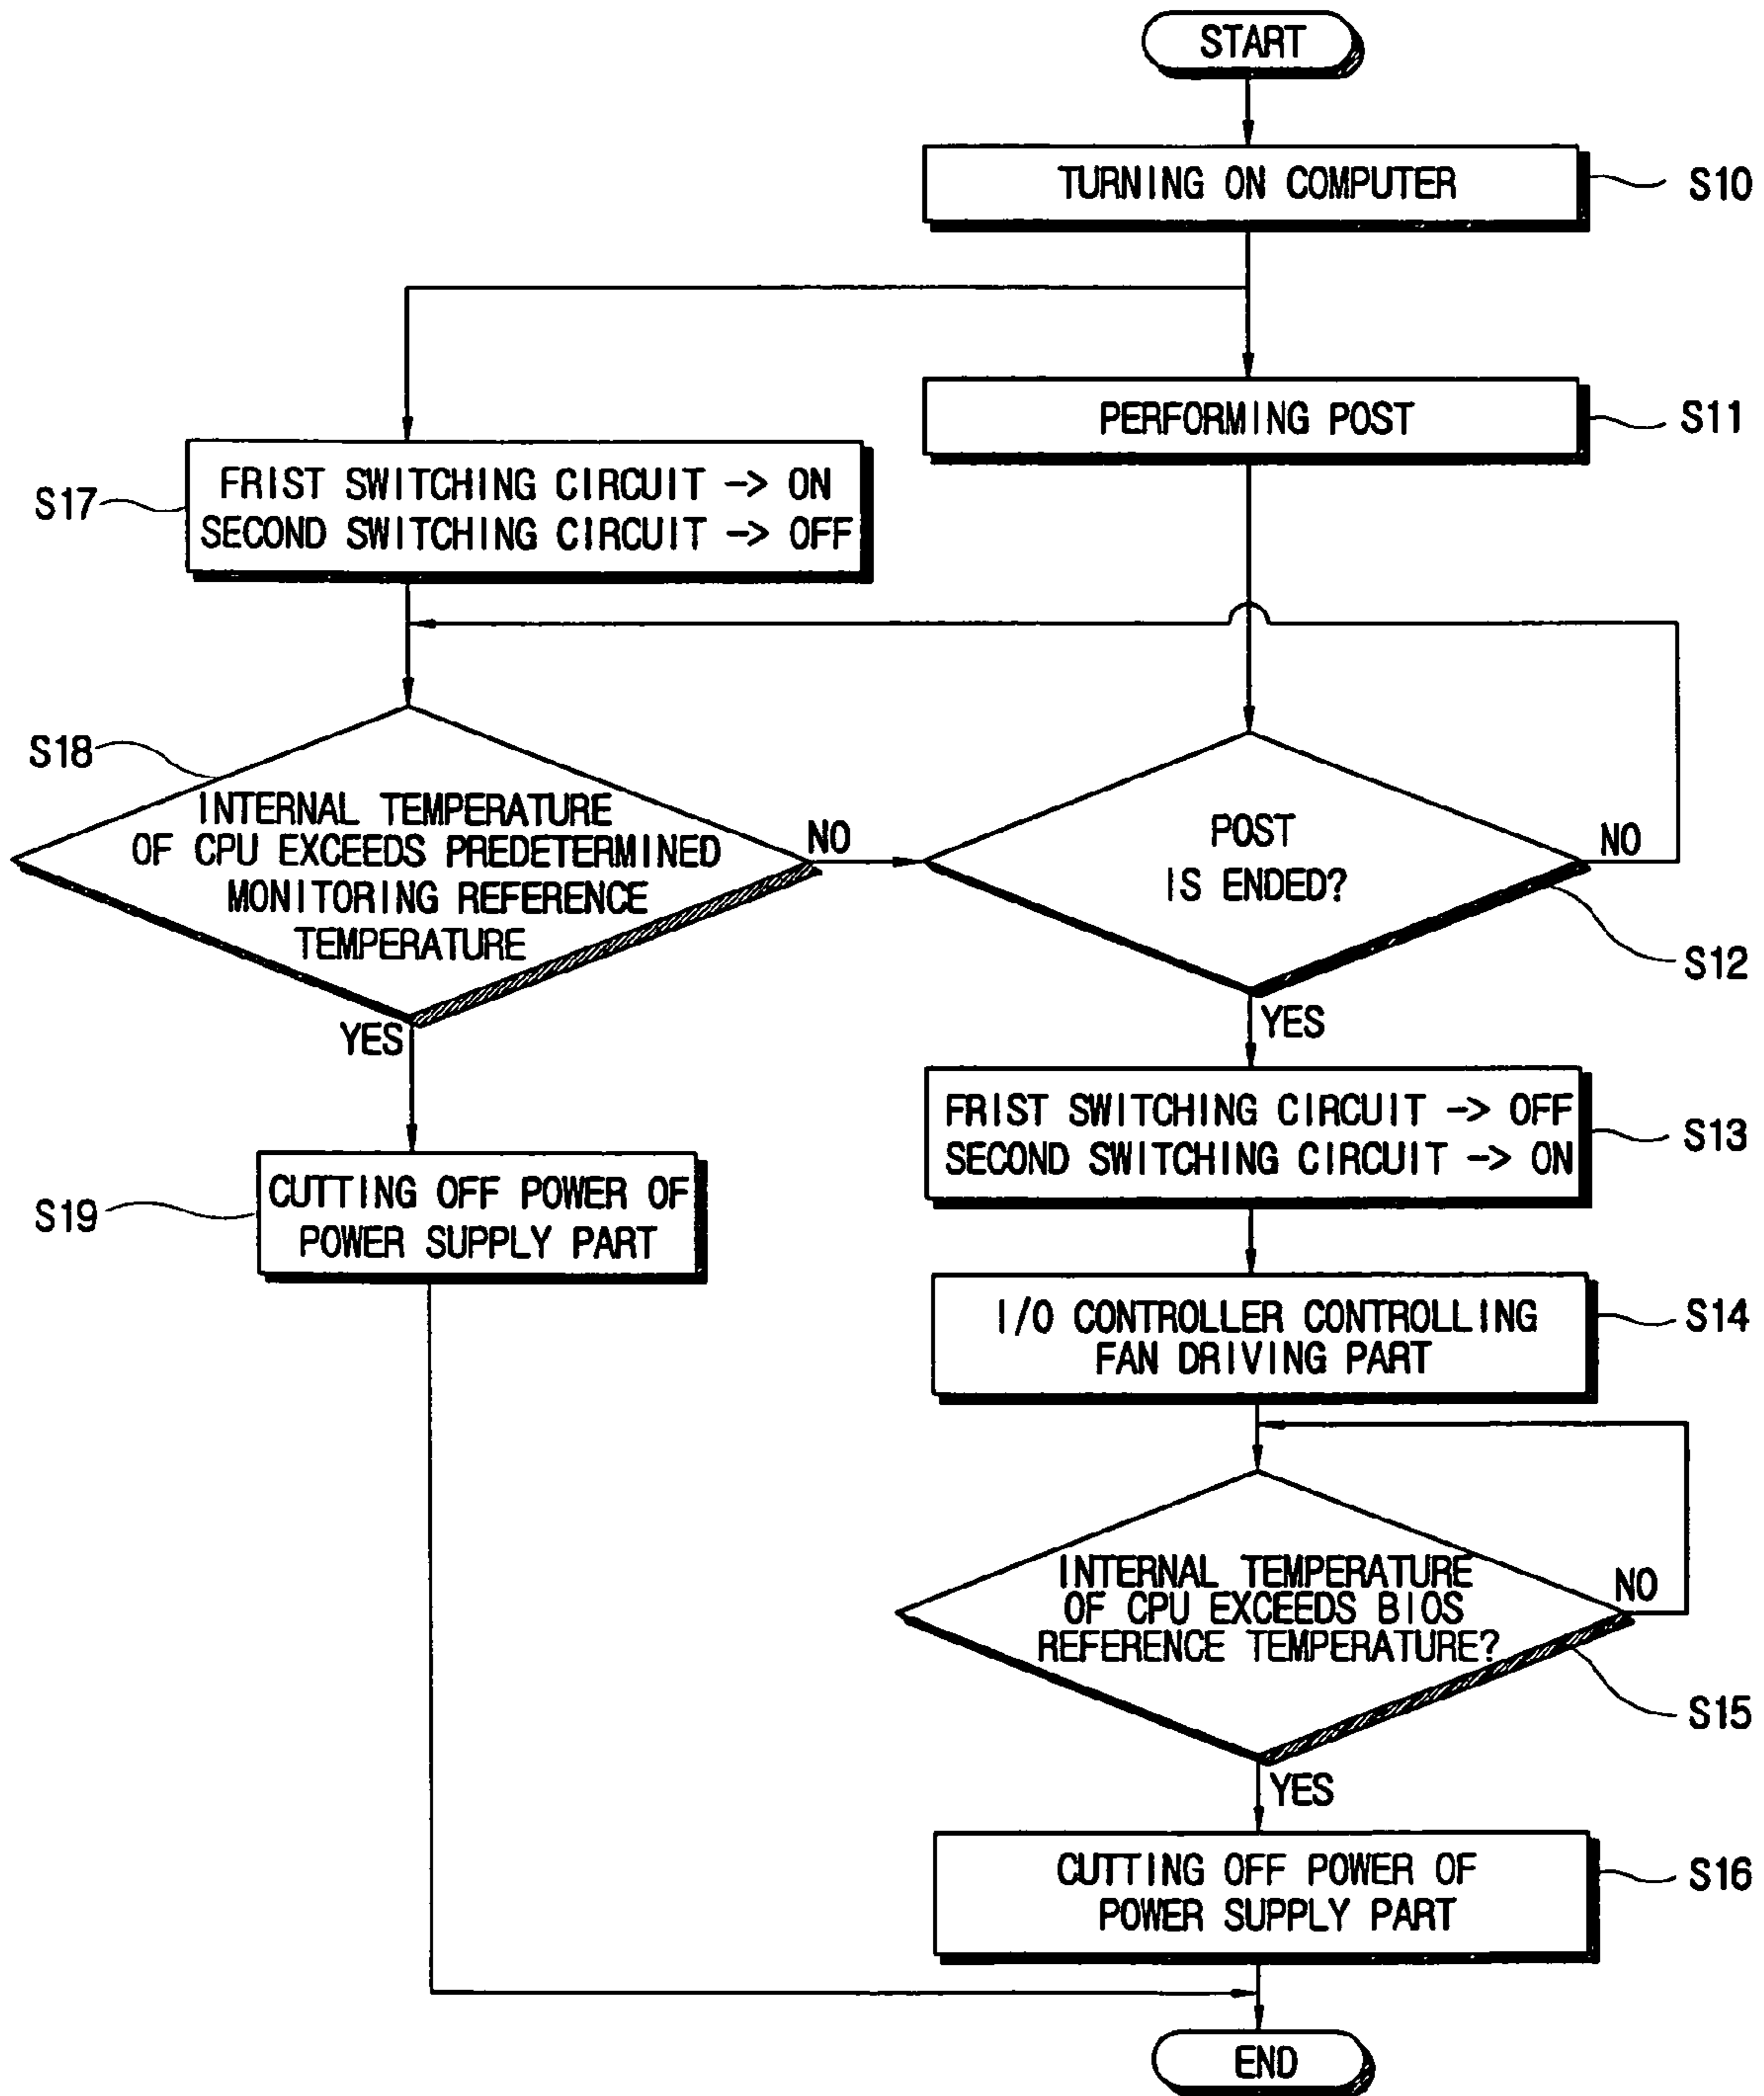 START
TURNING ON COMPUTER
S10
PERFORMING POST
S11
S17
FRIST SWITCHING CIRCUIT -> ON
SECOND SWITCHING CIRCUIT -> OFF
S18
INTERNAL TEMPERATURE
OF CPU EXCEEDS PREDETERMINED
MONITORING REFERENCE
TEMPERATURE
NO
YES
POST
IS ENDED?
NO
S12
YES
FRIST SWITCHING CIRCUIT -> OFF
SECOND SWITCHING CIRCUIT -> ON
S13
S19
CUTTING OFF POWER OF
POWER SUPPLY PART
I/O CONTROLLER CONTROLLING
FAN DRIVING PART
S14
INTERNAL TEMPERATURE
OF CPU EXCEEDS BIOS
REFERENCE TEMPERATURE?
NO
S15
YES
CUTTING OFF POWER OF
POWER SUPPLY PART
S16
END